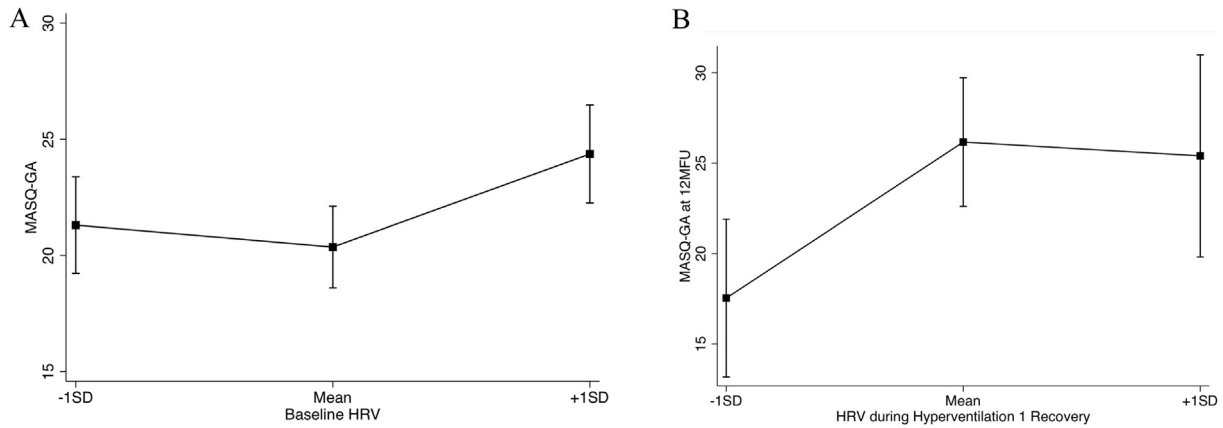 A
30
25
20
15
MASQ-GA
-1SD
Mean
+1SD
Baseline HRV
B
30
25
20
15
MASQ-GA at 12MFU
-1SD
Mean
+1SD
HRV during Hyperventilation 1 Recovery